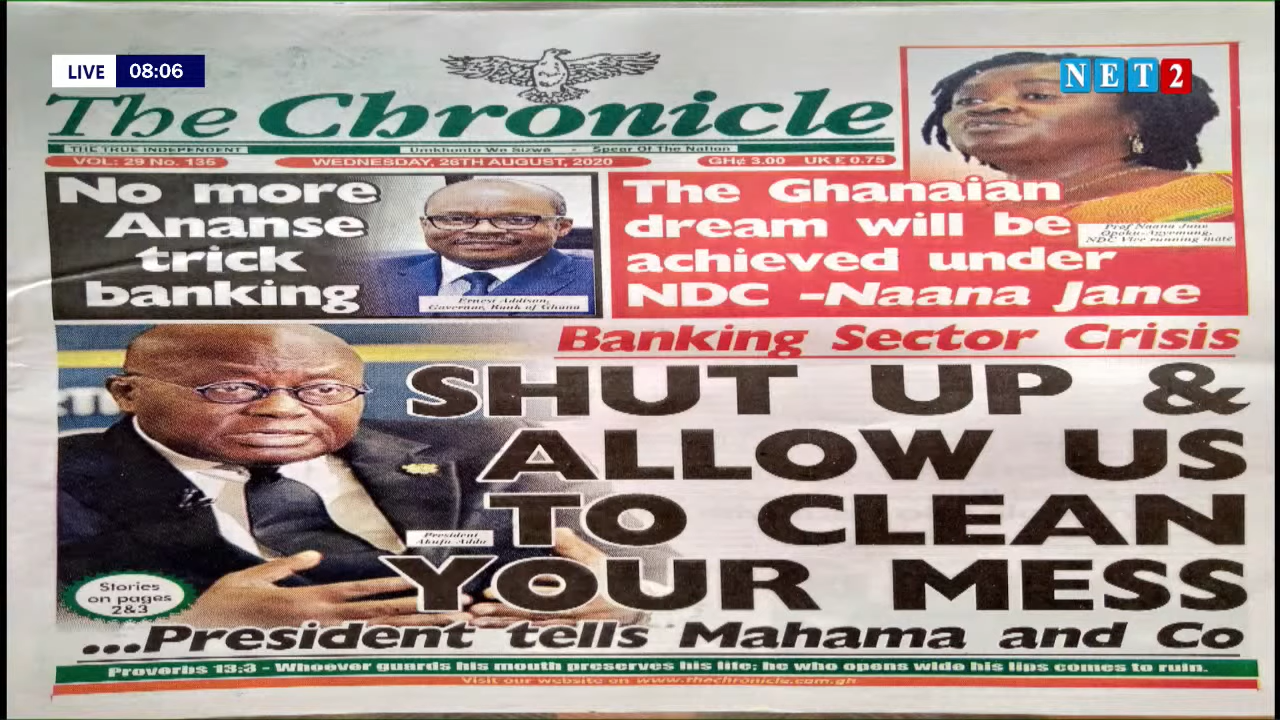 LIVE 08:06
NET2
The Chronicle
THE TRUE INDEPENDENT
Umkhonto We Sizwe - Spear Of The Nation
VOL: 29 No. 135
WEDNESDAY, 26TH AUGUST, 2020
GH¢ 3.00 UK £ 0.75
No more
Ananse
trick
banking
Ernest Addison,
Governor, Bank of Ghana
The Ghanaian
dream will be
achieved under
NDC -Naana Jane
Prof Naana Jane
Opoku-Agyemang,
NDC Vice running mate
Banking Sector Crisis
SHUT UP &
ALLOW US
TO CLEAN
YOUR MESS
President
Akufo Addo
Stories
on pages
2&3
...President tells Mahama and Co
Proverbs 13:3 - Whoever guards his mouth preserves his life; he who opens wide his lips comes to ruin.
Visit our website on www.thechronicle.com.gh